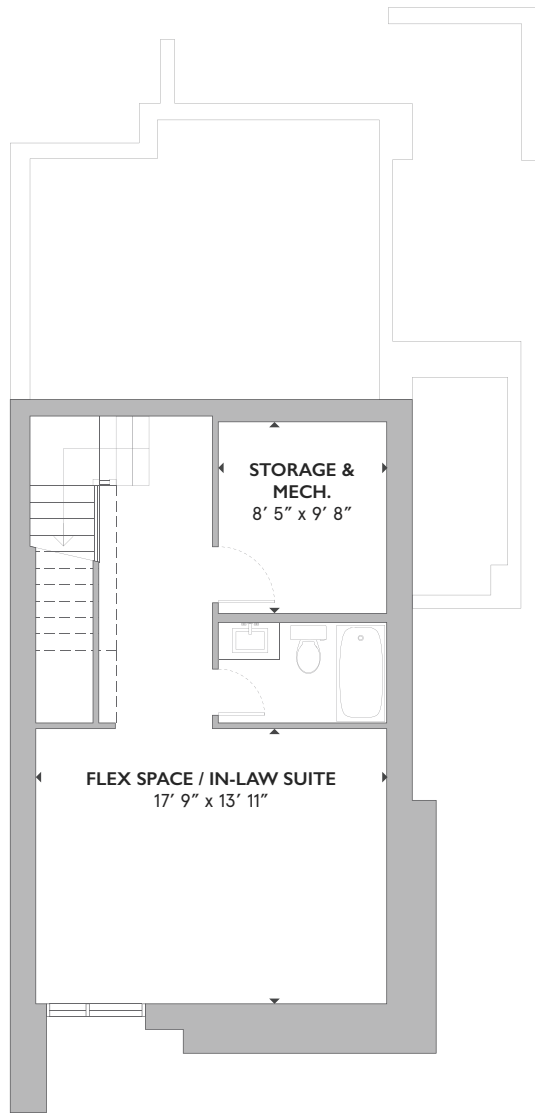 STORAGE &
MECH.
8′ 5″ x 9′ 8″
FLEX SPACE / IN-LAW SUITE
17′ 9″ x 13′ 11″